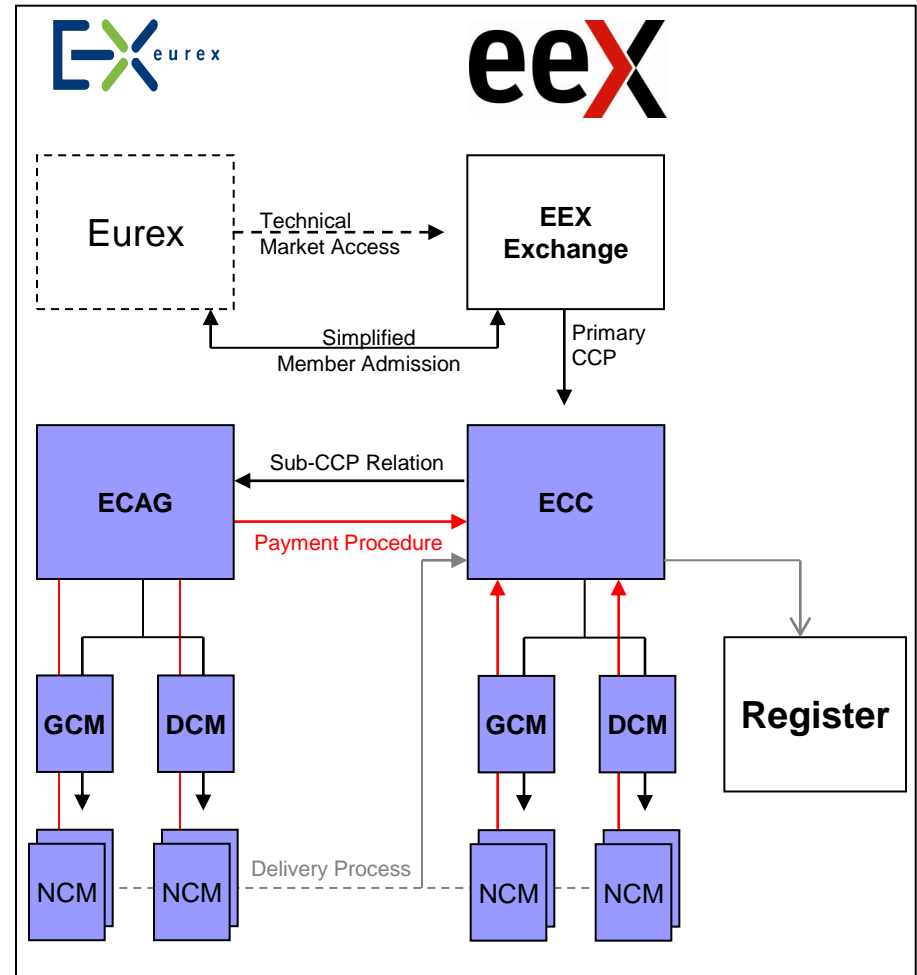 EX eurex
eex
Eurex
Technical
Market Access
EEX
Exchange
Simplified
Member Admission
Primary
CCP
ECAG
Sub-CCP Relation
Payment Procedure
ECC
GCM
DCM
GCM
DCM
Register
Delivery Process
NCM
NCM
NCM
NCM